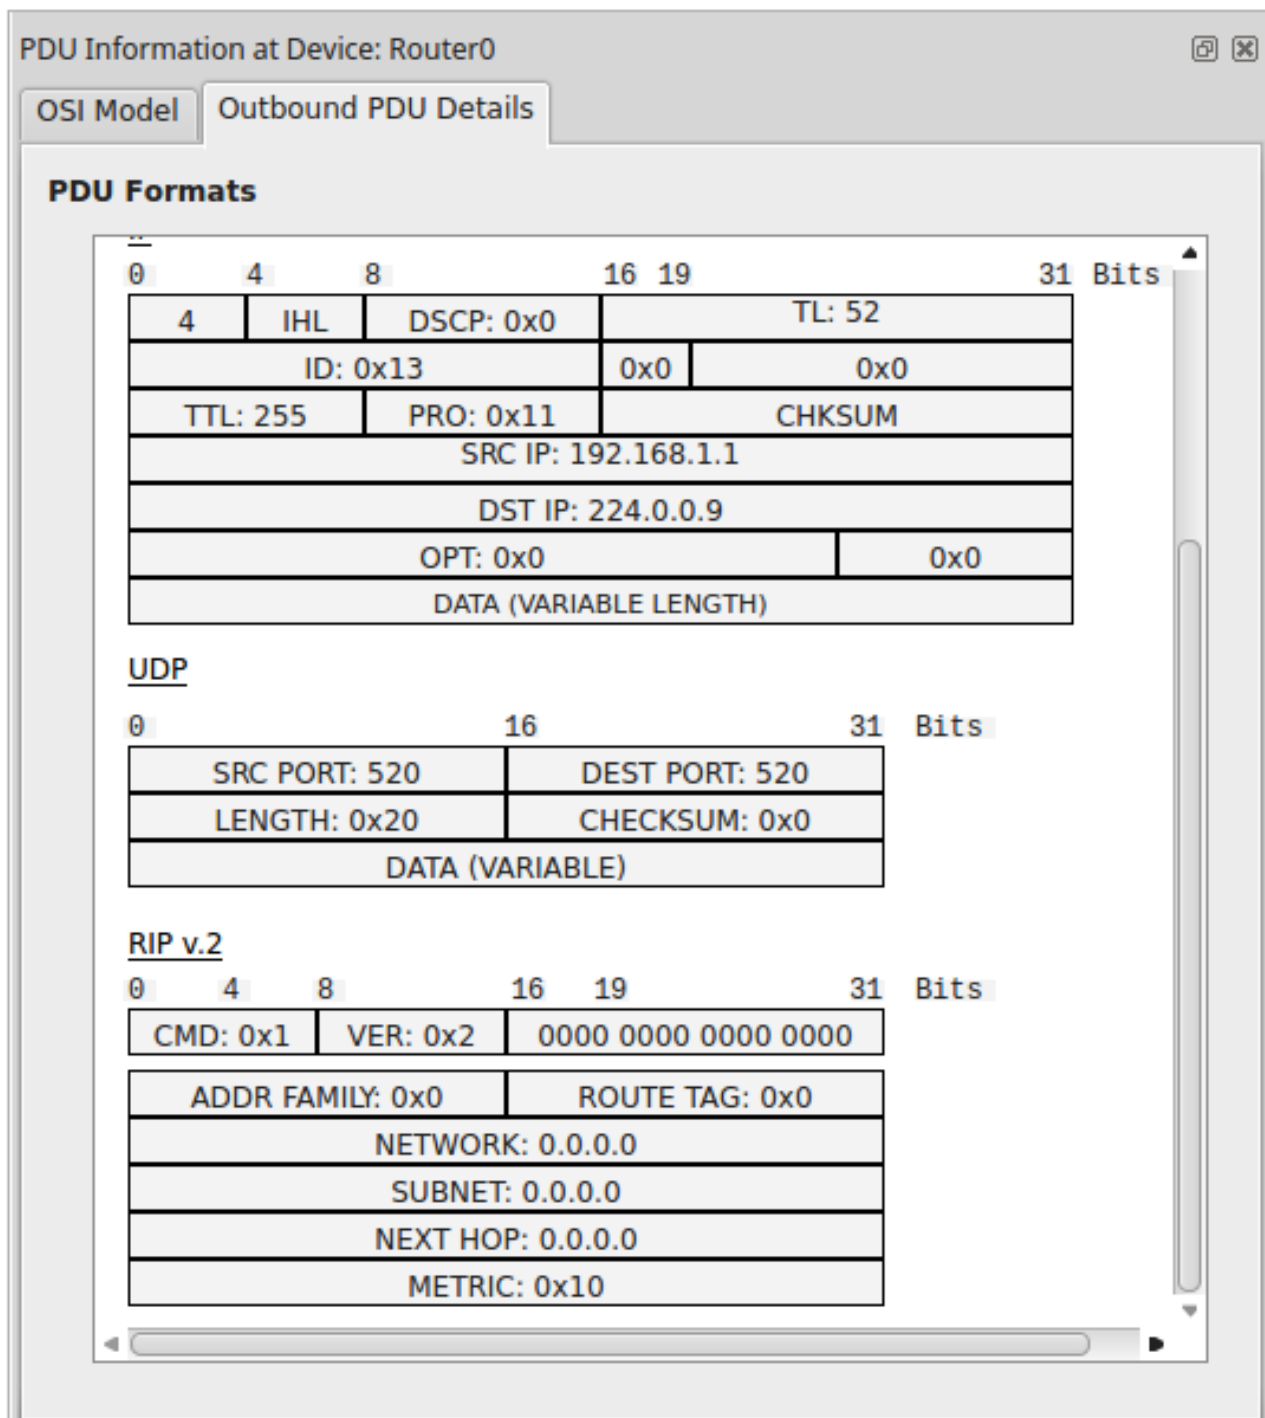 PDU Information at Device: Router0
OSI Model Outbound PDU Details
PDU Formats
0 4 8 16 19 31 Bits
4 IHL DSCP: 0x0 TL: 52
ID: 0x13 0x0 0x0
TTL: 255 PRO: 0x11 CHKSUM
SRC IP: 192.168.1.1
DST IP: 224.0.0.9
OPT: 0x0 0x0
DATA (VARIABLE LENGTH)
UDP
0 16 31 Bits
SRC PORT: 520 DEST PORT: 520
LENGTH: 0x20 CHECKSUM: 0x0
DATA (VARIABLE)
RIP v.2
0 4 8 16 19 31 Bits
CMD: 0x1 VER: 0x2 0000 0000 0000 0000
ADDR FAMILY: 0x0 ROUTE TAG: 0x0
NETWORK: 0.0.0.0
SUBNET: 0.0.0.0
NEXT HOP: 0.0.0.0
METRIC: 0x10